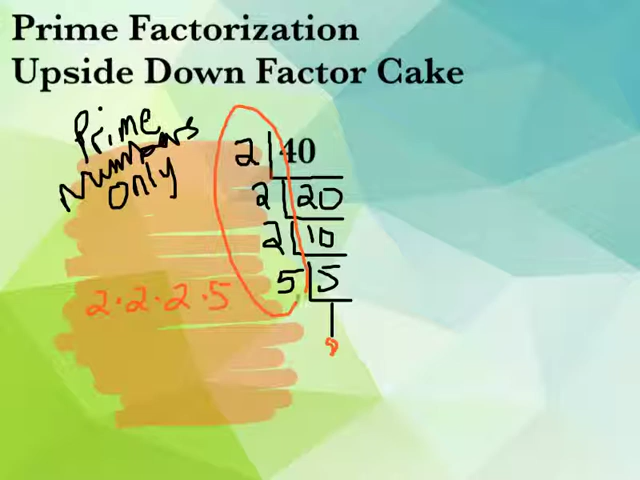 Prime Factorization
Upside Down Factor Cake
Prime
Numbers
Only
2 40
2 20
2 10
5 5
1
2·2·2·5